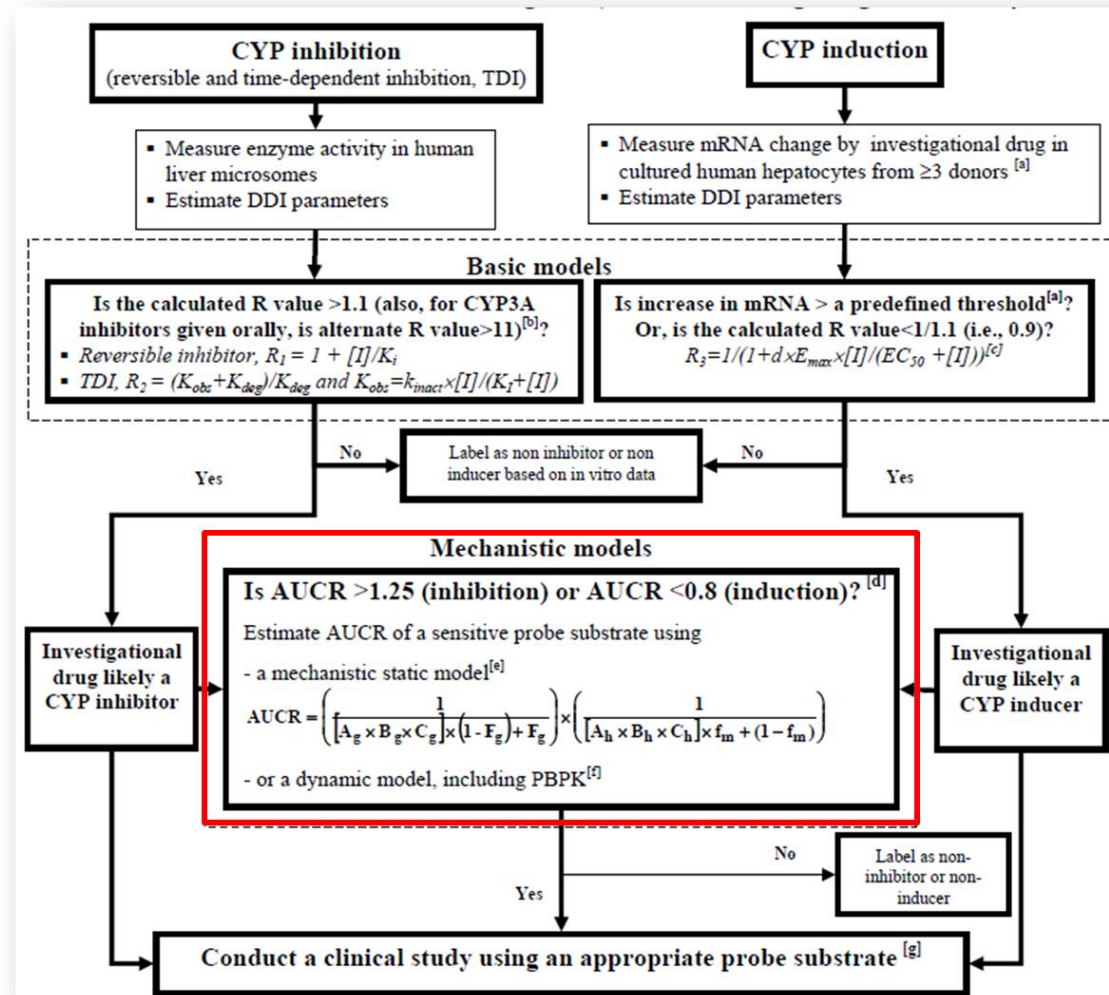 CYP inhibition
(reversible and time-dependent inhibition, TDI)
CYP induction
▪ Measure enzyme activity in human
liver microsomes
▪ Estimate DDI parameters
▪ Measure mRNA change by investigational drug in
cultured human hepatocytes from ≥3 donors [a]
▪ Estimate DDI parameters
Basic models
Is the calculated R value >1.1 (also, for CYP3A
inhibitors given orally, is alternate R value>11)[b]?
▪ Reversible inhibitor, R1 = 1 + [I]/Ki
▪ TDI, R2 = (Kobs+Kdeg)/Kdeg and Kobs=kinact×[I]/(KI+[I])
Is increase in mRNA > a predefined threshold[a]?
Or, is the calculated R value<1/1.1 (i.e., 0.9)?
R3=1/(1+d×Emax×[I]/(EC50 +[I]))[c]
No
Label as non inhibitor or non
inducer based on in vitro data
No
Yes
Yes
Mechanistic models
Is AUCR >1.25 (inhibition) or AUCR <0.8 (induction)? [d]
Estimate AUCR of a sensitive probe substrate using
- a mechanistic static model[e]
AUCR = (1/([Ag × Bg × Cg]×(1-Fg)+Fg)) × (1/([Ah × Bh × Ch]×fm+(1-fm)))
- or a dynamic model, including PBPK[f]
Investigational
drug likely a
CYP inhibitor
Investigational
drug likely a
CYP inducer
No
Label as non-
inhibitor or non-
inducer
Yes
Conduct a clinical study using an appropriate probe substrate [g]